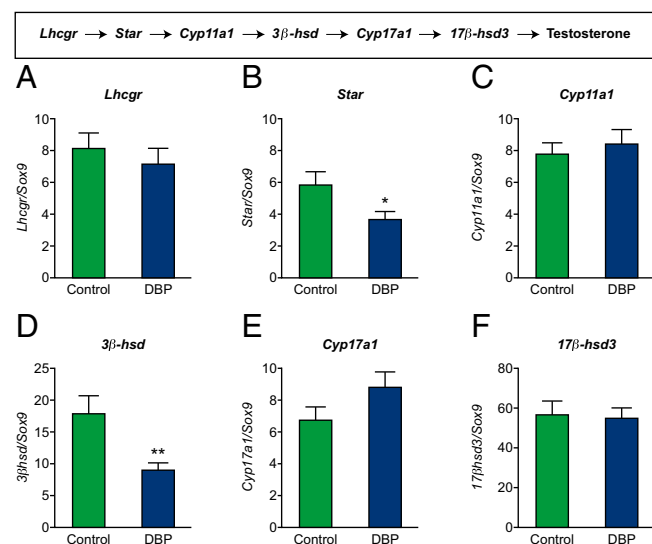 Lhcgr → Star → Cyp11a1 → 3β-hsd → Cyp17a1 → 17β-hsd3 → Testosterone
A Lhcgr
Lhcgr/Sox9
10
8
6
4
2
0
Control DBP
B Star
Star/Sox9
10
8
6
4
2
0
*
Control DBP
C Cyp11a1
Cyp11a1/Sox9
10
8
6
4
2
0
Control DBP
D 3β-hsd
3βhsd/Sox9
25
20
15
10
5
0
**
Control DBP
E Cyp17a1
Cyp17a1/Sox9
10
8
6
4
2
0
Control DBP
F 17β-hsd3
17βhsd3/Sox9
80
60
40
20
0
Control DBP